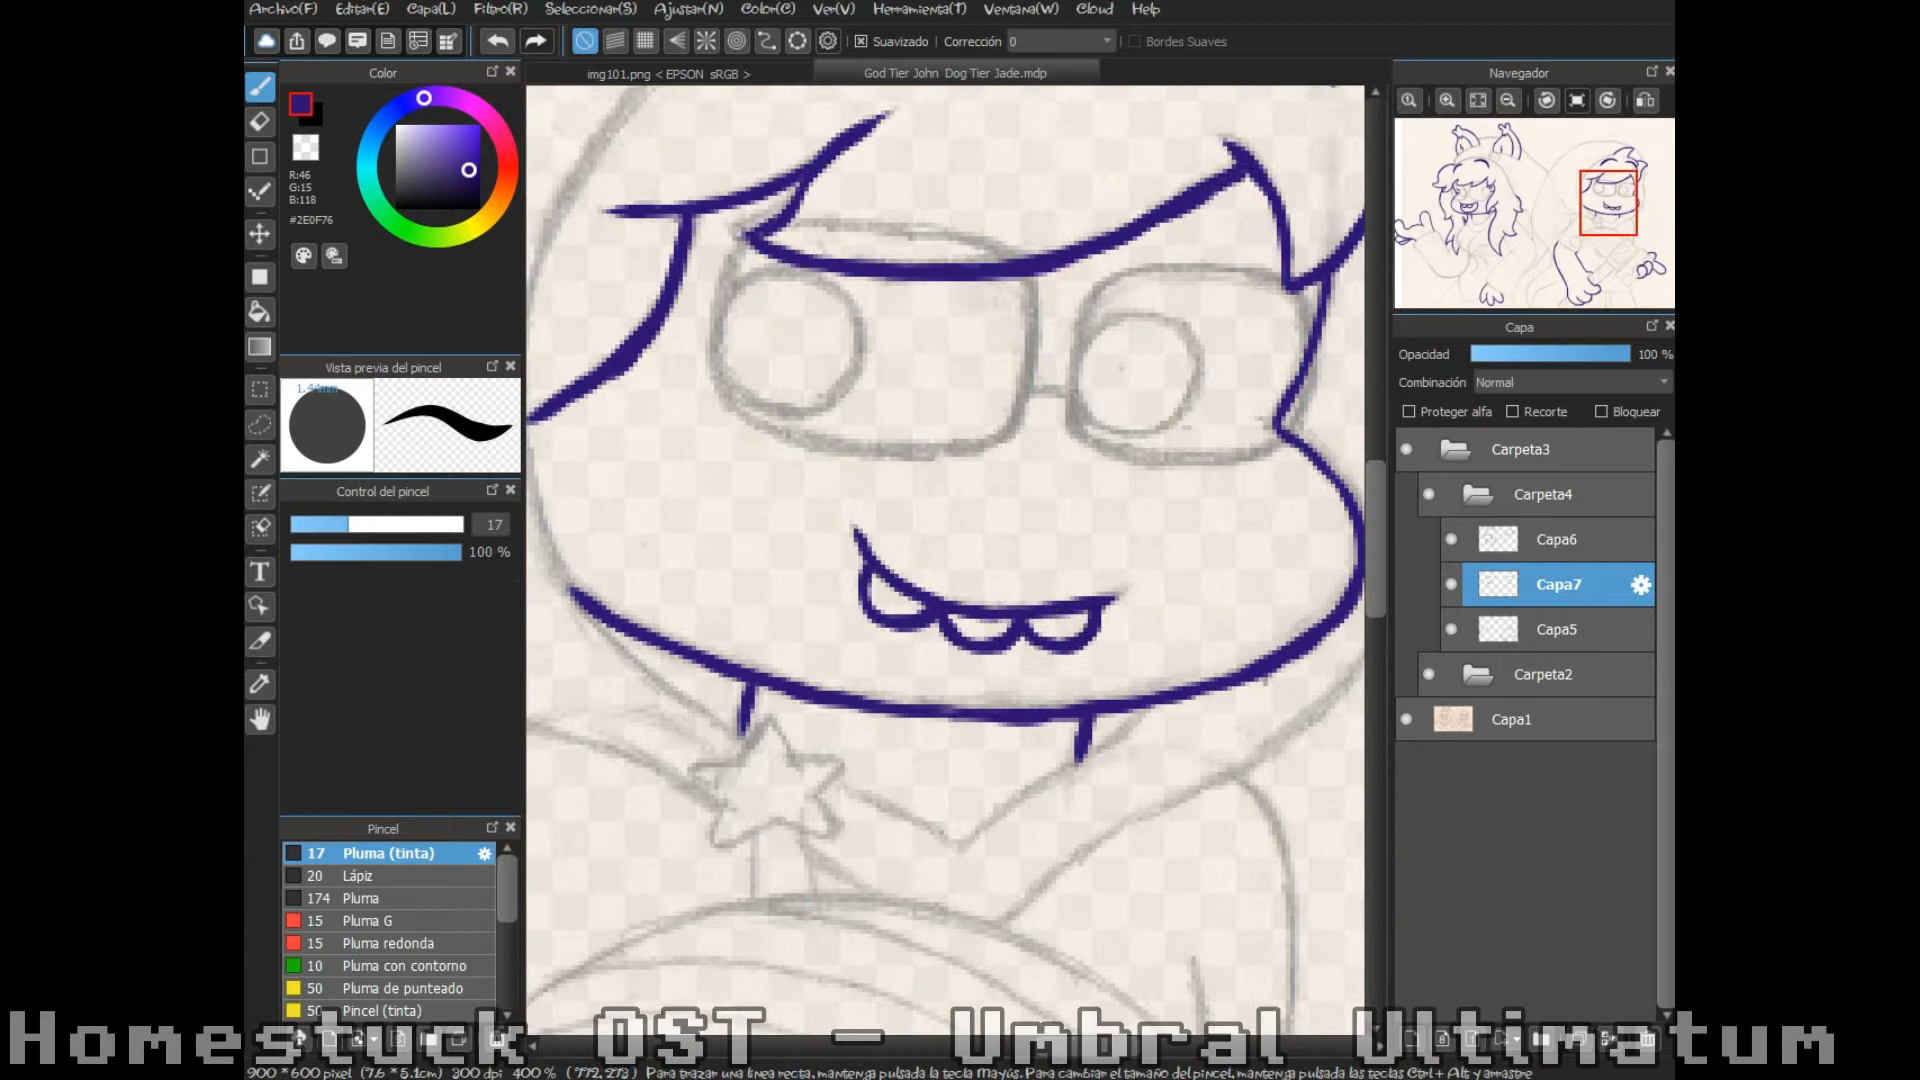 Archivo(F) Editar(E) Capa(L) Filtro(R) Seleccionar(S) Ajustar(N) Color(C) Ver(V) Herramienta(T) Ventana(W) Cloud Help
Suavizado Corrección 0 Bordes Suaves
Color
img101.png < EPSON sRGB >
God Tier John Dog Tier Jade.mdp
Navegador
R:46
G:15
B:118
#2E0F76
Vista previa del pincel
1.44mm
Control del pincel
17
100 %
Pincel
17 Pluma (tinta)
20 Lápiz
174 Pluma
15 Pluma G
15 Pluma redonda
10 Pluma con contorno
50 Pluma de punteado
50 Pincel (tinta)
Capa
Opacidad 100 %
Combinación Normal
Proteger alfa Recorte Bloquear
Carpeta3
Carpeta4
Capa6
Capa7
Capa5
Carpeta2
Capa1
Homestuck OST - Umbral Ultimatum
900 * 600 pixel (7.6 * 5.1cm) 300 dpi 400 % (772, 273) Para trazar una línea recta, mantenga pulsada la tecla Mayús. Para cambiar el tamaño del pincel, mantenga pulsadas las teclas Ctrl+ Alt y arrastre